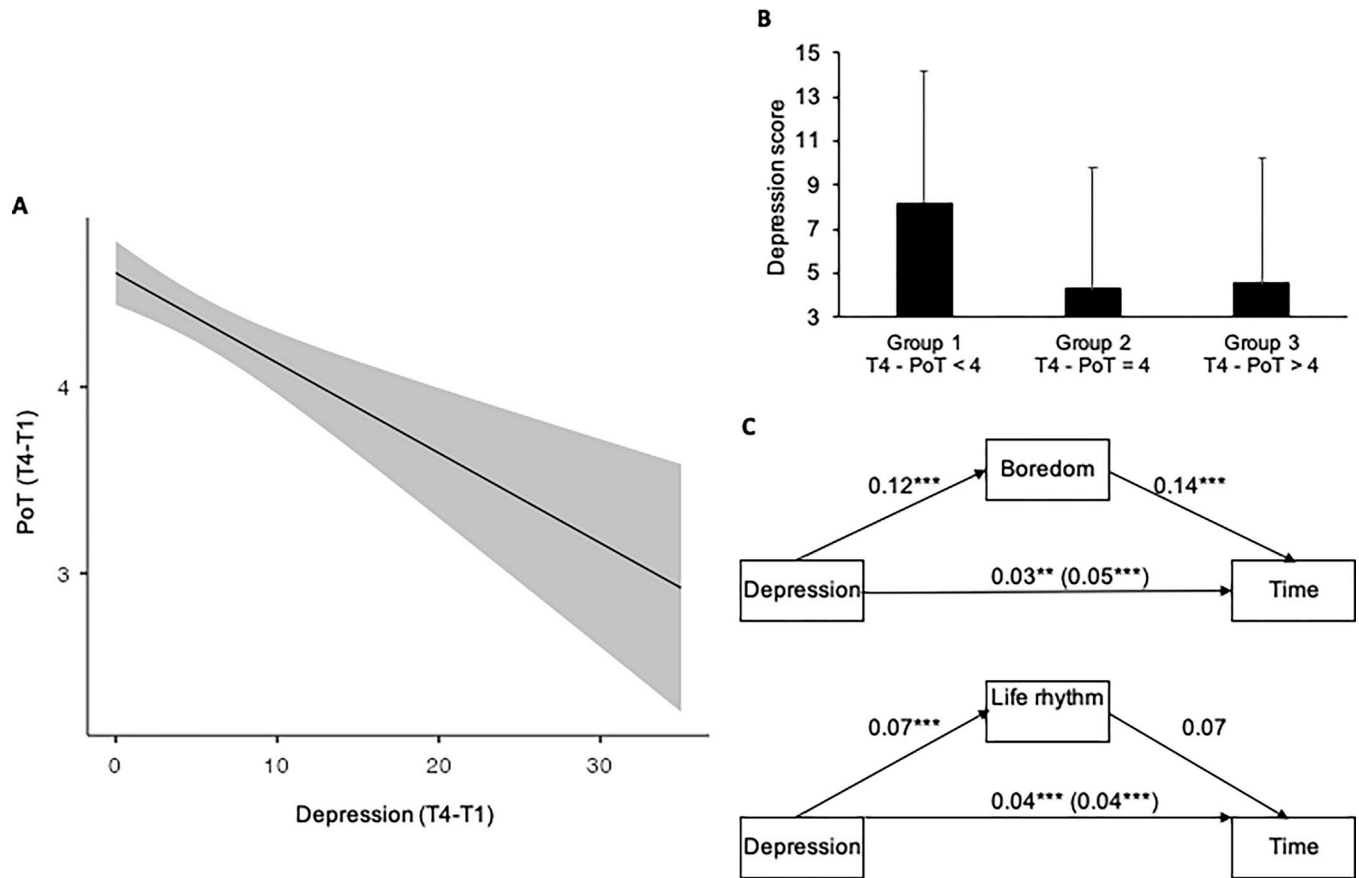 A
PoT (T4-T1)
4
3
0
10
20
30
Depression (T4-T1)
B
Depression score
15
13
11
9
7
5
3
Group 1
T4 - PoT < 4
Group 2
T4 - PoT = 4
Group 3
T4 - PoT > 4
C
Boredom
0.12***
0.14***
0.03** (0.05***)
Depression
Time
Life rhythm
0.07***
0.07
0.04*** (0.04***)
Depression
Time